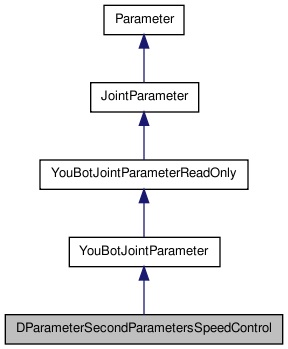 Parameter
JointParameter
YouBotJointParameterReadOnly
YouBotJointParameter
DParameterSecondParametersSpeedControl